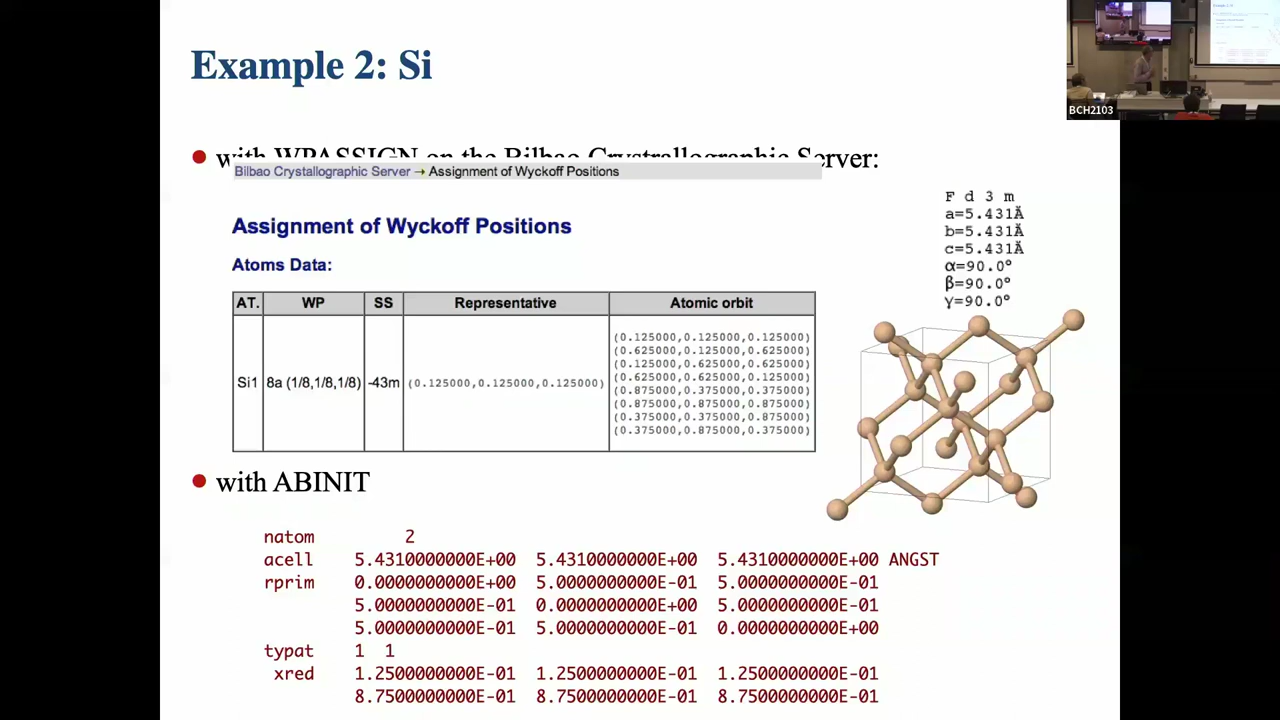 Example 2: Si
BCH2103
with WPASSIGN on the Bilbao Crystrallographic Server:
Bilbao Crystallographic Server → Assignment of Wyckoff Positions
Assignment of Wyckoff Positions
Atoms Data:
AT. WP SS Representative Atomic orbit
Si1 8a (1/8,1/8,1/8) -43m (0.125000,0.125000,0.125000)
(0.125000,0.125000,0.125000)
(0.625000,0.125000,0.625000)
(0.125000,0.625000,0.625000)
(0.625000,0.625000,0.125000)
(0.875000,0.375000,0.375000)
(0.875000,0.875000,0.875000)
(0.375000,0.375000,0.875000)
(0.375000,0.875000,0.375000)
F d 3 m
a=5.431Å
b=5.431Å
c=5.431Å
α=90.0°
β=90.0°
γ=90.0°
with ABINIT
natom 2
acell 5.4310000000E+00 5.4310000000E+00 5.4310000000E+00 ANGST
rprim 0.0000000000E+00 5.0000000000E-01 5.0000000000E-01
5.0000000000E-01 0.0000000000E+00 5.0000000000E-01
5.0000000000E-01 5.0000000000E-01 0.0000000000E+00
typat 1 1
xred 1.2500000000E-01 1.2500000000E-01 1.2500000000E-01
8.7500000000E-01 8.7500000000E-01 8.7500000000E-01